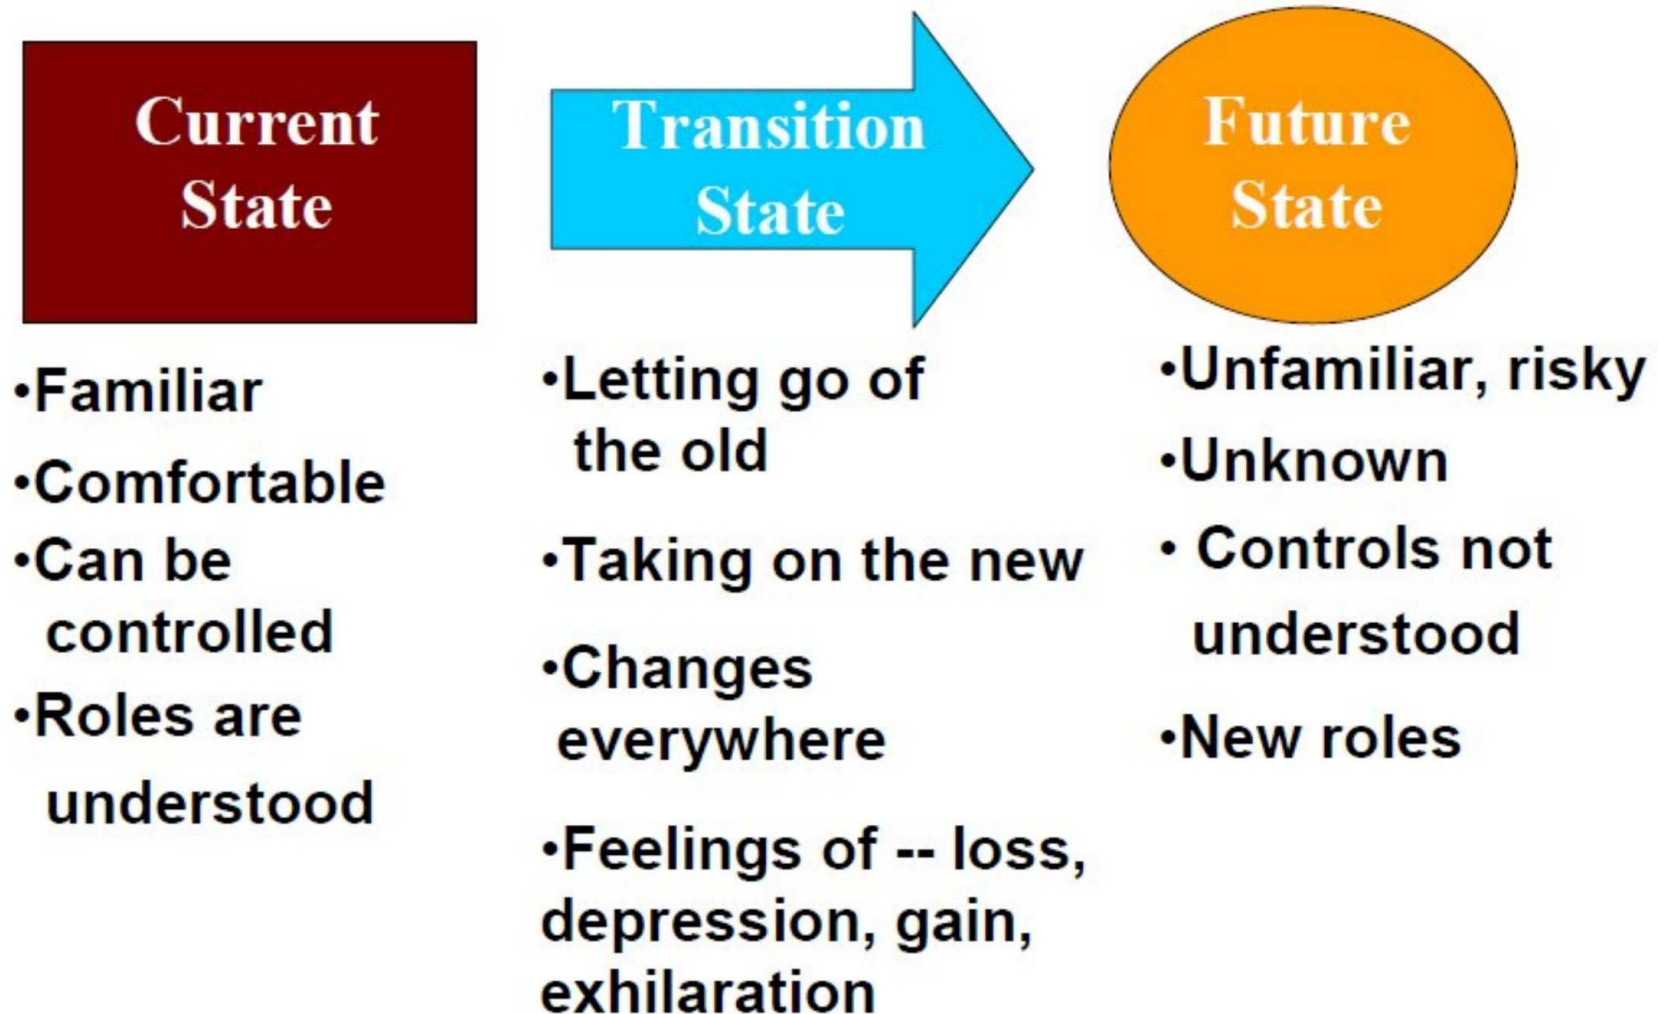 Current
State
•Familiar
•Comfortable
•Can be
controlled
•Roles are
understood
Transition
State
•Letting go of
the old
•Taking on the new
•Changes
everywhere
•Feelings of -- loss,
depression, gain,
exhilaration
Future
State
•Unfamiliar, risky
•Unknown
• Controls not
understood
•New roles